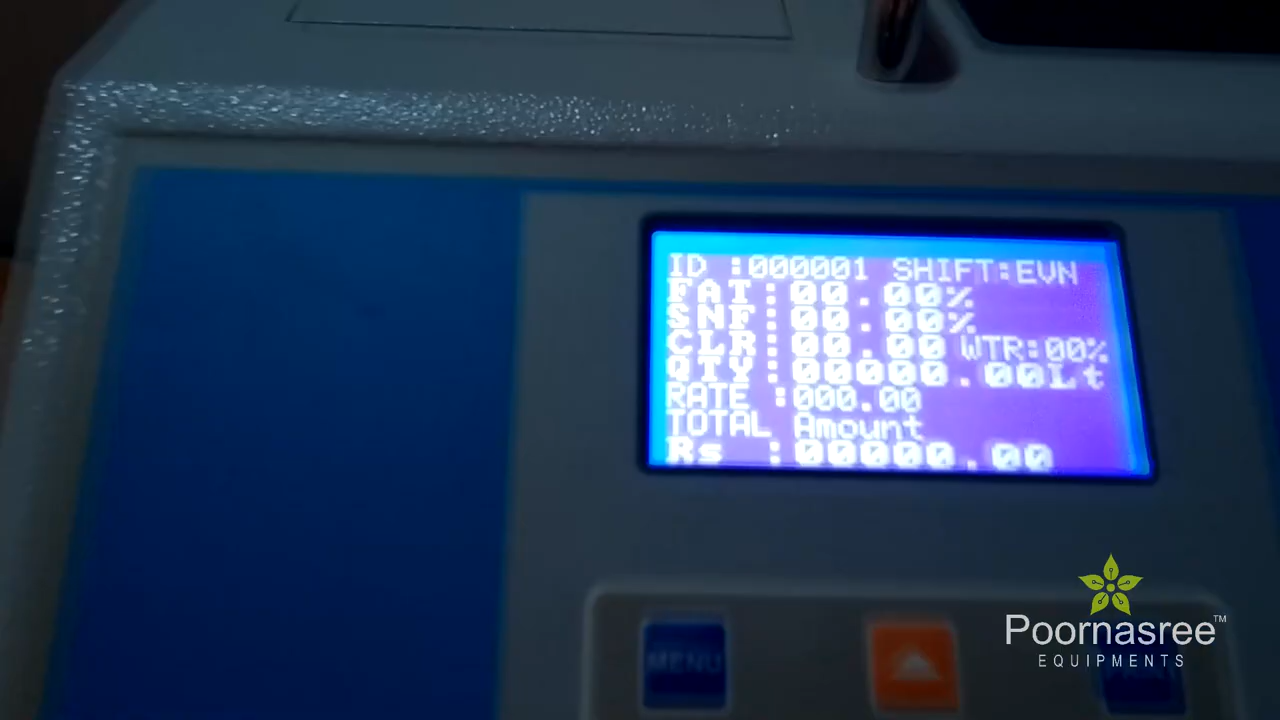 ID :000001 SHIFT:EVN
FAT:00.00%
SNF:00.00%
CLR:00.00 WTR:00%
QTY:00000.00Lt
RATE :000.00
TOTAL Amount
Rs :00000.00
MENU
Poornasree™
EQUIPMENTS